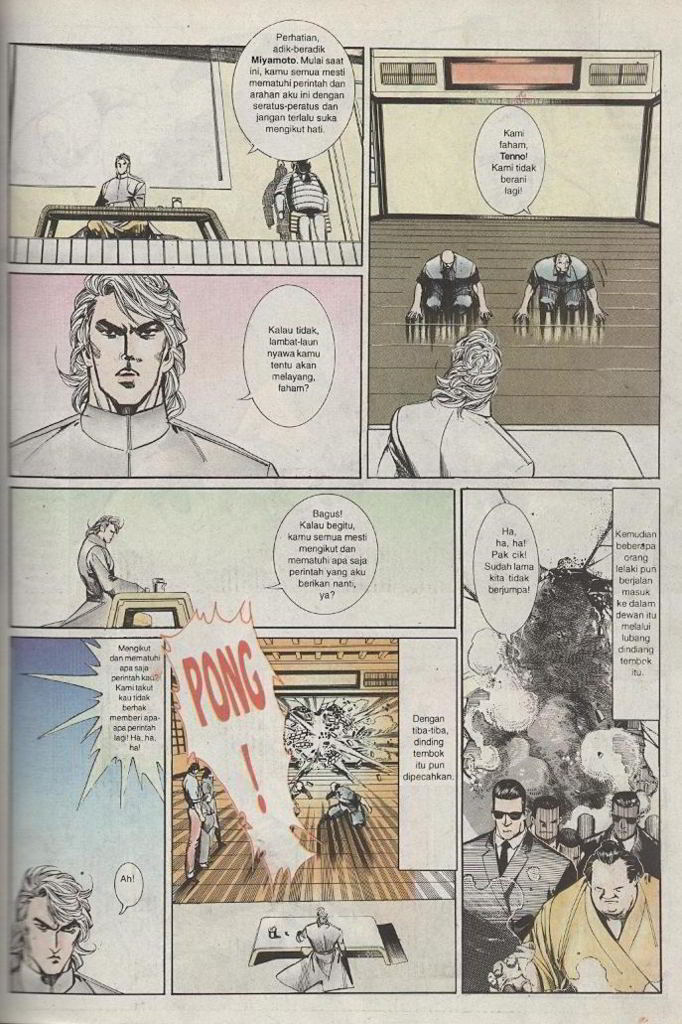 Perhatian,
adik-beradik
Miyamoto. Mulai saat
ini, kamu semua mesti
mematuhi perintah dan
arahan aku ini dengan
seratus-peratus dan
jangan terlalu suka
mengikut hati.
Kami
faham,
Tenno!
Kami tidak
berani
lagi!
Kalau tidak,
lambat-laun
nyawa kamu
tentu akan
melayang,
faham?
Bagus!
Kalau begitu,
kamu semua mesti
mengikut dan
mematuhi apa saja
perintah yang aku
berikan nanti,
ya?
Mengikut
dan mematuhi
apa saja
perintah kau?
Kami takut
kau tidak
berhak
memberi apa-
apa perintah
lagi! Ha, ha,
ha!
Ah!
PONG
!
Dengan
tiba-tiba,
dinding
tembok
itu pun
dipecahkan.
Ha,
ha, ha!
Pak cik!
Sudah lama
kita tidak
berjumpa!
Kemudian
beberapa
orang
lelaki pun
berjalan
masuk
ke dalam
dewan itu
melalui
lubang
dindiang
tembok
itu.